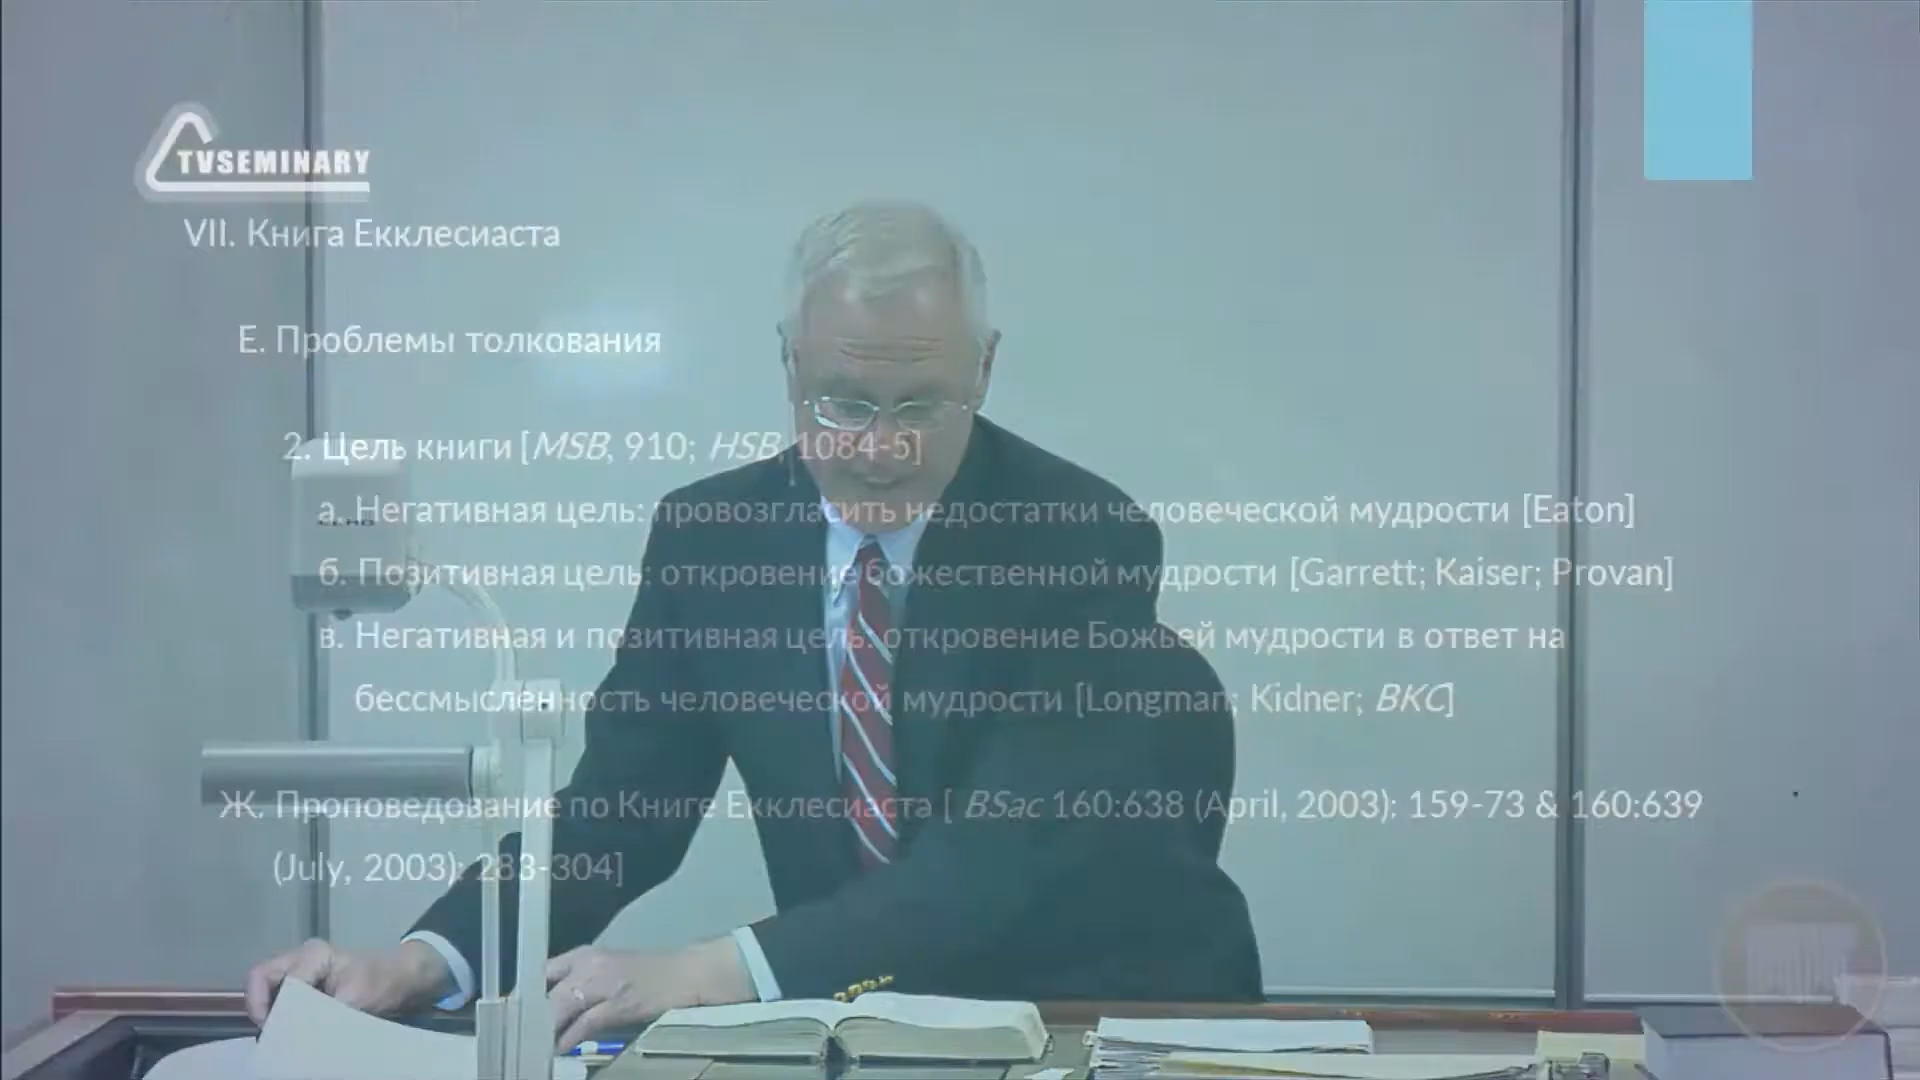 TVSEMINARY
VII. Книга Екклесиаста
Е. Проблемы толкования
2. Цель книги [MSB, 910; HSB, 1084-5]
а. Негативная цель: провозгласить недостатки человеческой мудрости [Eaton]
б. Позитивная цель: откровение божественной мудрости [Garrett; Kaiser; Provan]
в. Негативная и позитивная цель: откровение Божьей мудрости в ответ на
бессмысленность человеческой мудрости [Longman; Kidner; BKC]
Ж. Проповедование по Книге Екклесиаста [ BSac 160:638 (April, 2003): 159-73 & 160:639
(July, 2003): 283-304]